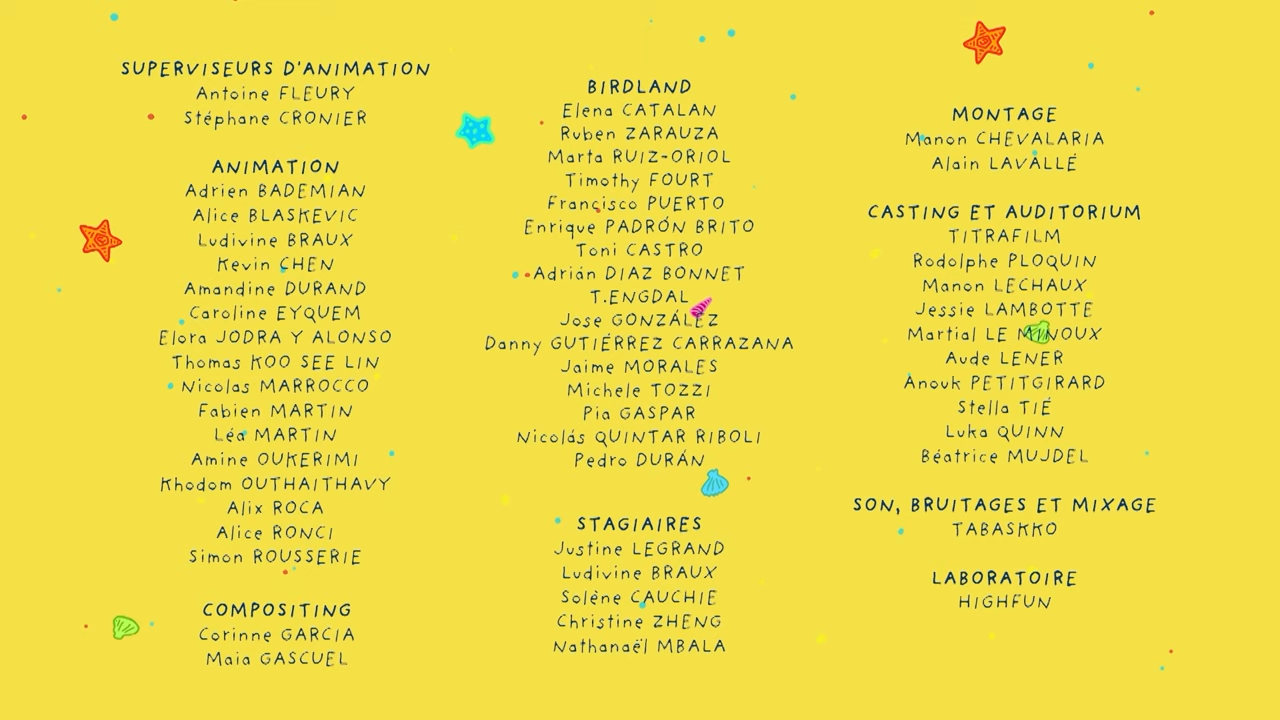 SUPERVISEURS D'ANIMATION
Antoine FLEURY
Stéphane CRONIER
ANIMATION
Adrien BADEMIAN
Alice BLASKEVIC
Ludivine BRAUX
Kevin CHEN
Amandine DURAND
Caroline EYQUEM
Elora JODRA Y ALONSO
Thomas KOO SEE LIN
Nicolas MARROCCO
Fabien MARTIN
Léa MARTIN
Amine OUKERIMI
Khodom OUTHAITHAVY
Alix ROCA
Alice RONCI
Simon ROUSSERIE
COMPOSITING
Corinne GARCIA
Maia GASCUEL
BIRDLAND
Elena CATALAN
Ruben ZARAUZA
Marta RUIZ-ORIOL
Timothy FOURT
Francisco PUERTO
Enrique PADRÓN BRITO
Toni CASTRO
Adrián DIAZ BONNET
T.ENGDAL
Jose GONZÁLEZ
Danny GUTIÉRREZ CARRAZANA
Jaime MORALES
Michele TOZZI
Pia GASPAR
Nicolás QUINTAR RIBOLI
Pedro DURÁN
STAGIAIRES
Justine LEGRAND
Ludivine BRAUX
Solène CAUCHIE
Christine ZHENG
Nathanaël MBALA
MONTAGE
Manon CHEVALARIA
Alain LAVALLÉ
CASTING ET AUDITORIUM
TITRAFILM
Rodolphe PLOQUIN
Manon LECHAUX
Jessie LAMBOTTE
Martial LE MINOUX
Aude LENER
Anouk PETITGIRARD
Stella TIÉ
Luka QUINN
Béatrice MUJDEL
SON, BRUITAGES ET MIXAGE
TABASKKO
LABORATOIRE
HIGHFUN